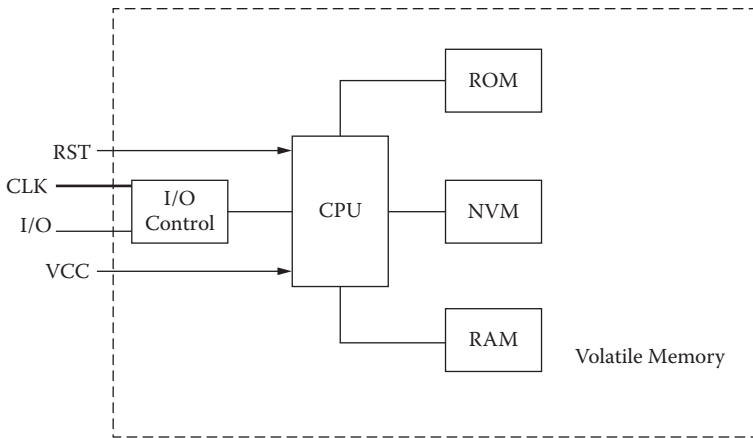 ROM
RST
CLK
I/O
Control
CPU
NVM
I/O
VCC
RAM
Volatile Memory